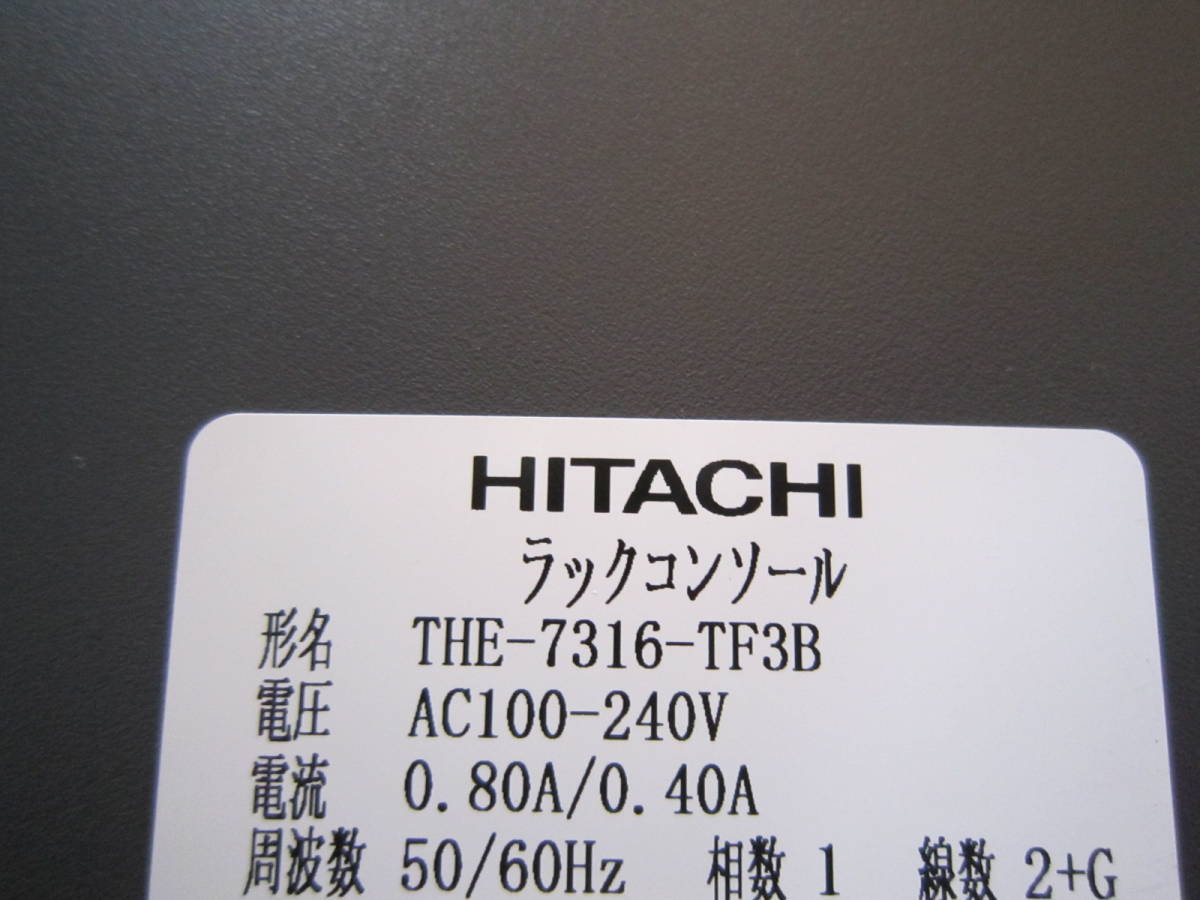 HITACHI
ラックコンソール
形名 THE-7316-TF3B
電圧 AC100-240V
電流 0.80A/0.40A
周波数 50/60Hz 相数 1 線数 2+G